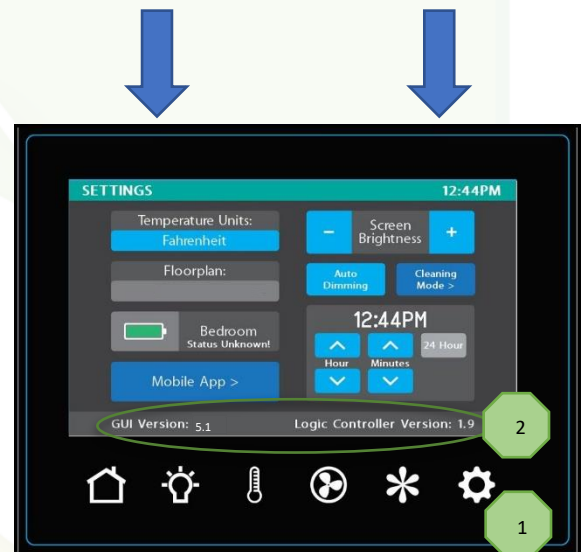 SETTINGS 12:44PM
Temperature Units:
Fahrenheit
Floorplan:
Bedroom
Status Unknown!
Mobile App >
- Screen Brightness +
Auto Dimming
Cleaning Mode >
12:44PM
24 Hour
Hour Minutes
GUI Version: 5.1 Logic Controller Version: 1.9
2
1